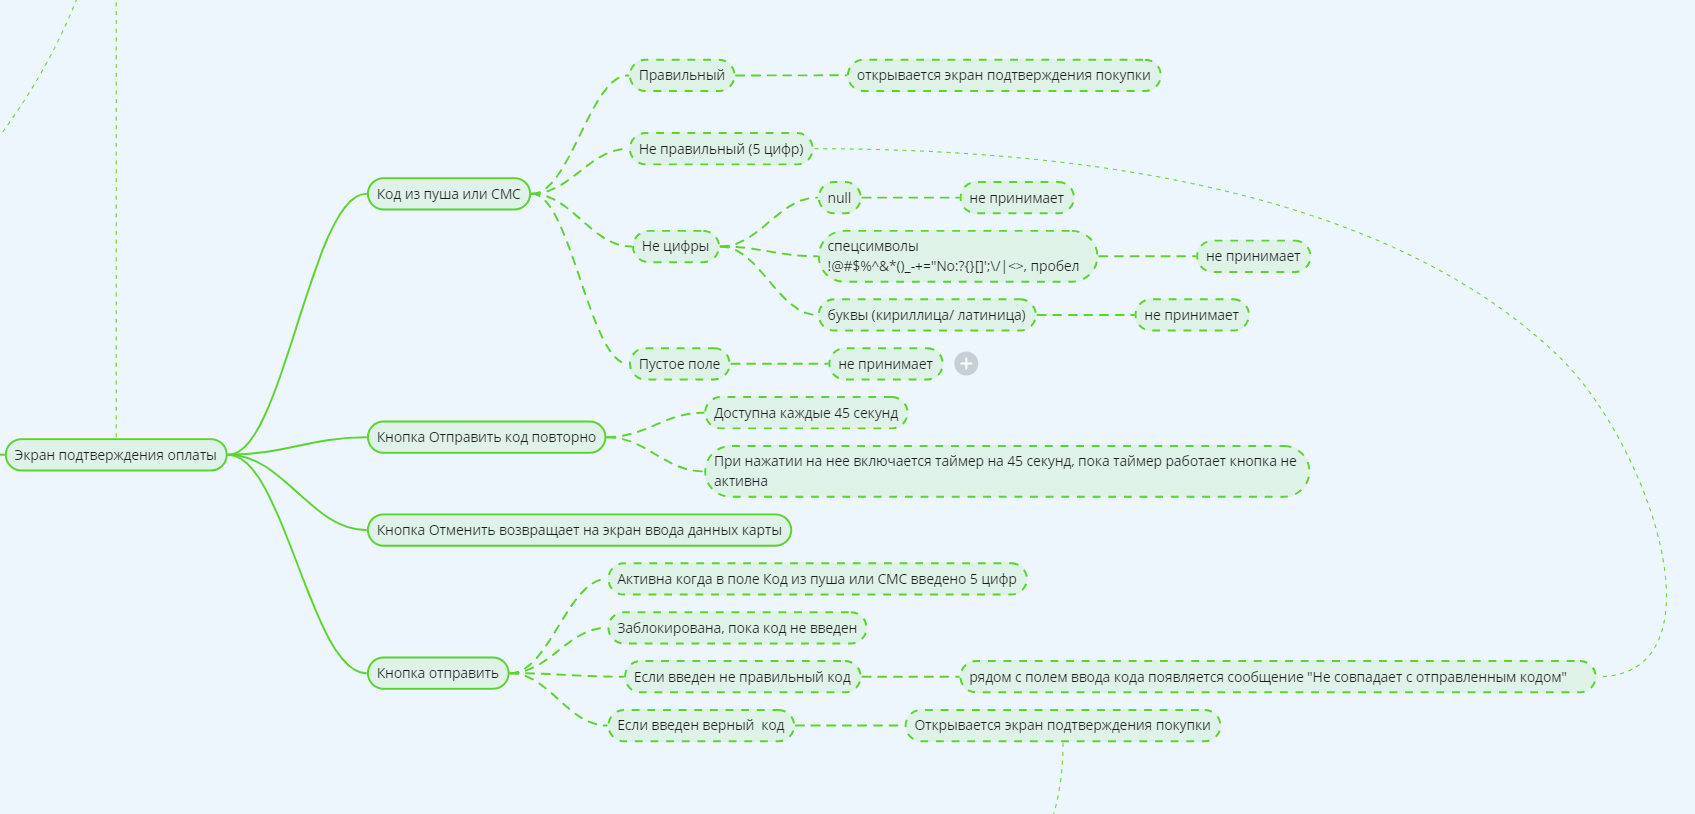 Правильный
открывается экран подтверждения покупки
Не правильный (5 цифр)
Код из пуша или СМС
null
не принимает
Не цифры
спецсимволы
!@#$%^&*()_-+="No:?{}[]';\/|<>, пробел
не принимает
буквы (кириллица/ латиница)
не принимает
Пустое поле
не принимает
Доступна каждые 45 секунд
Кнопка Отправить код повторно
При нажатии на нее включается таймер на 45 секунд, пока таймер работает кнопка не
активна
Экран подтверждения оплаты
Кнопка Отменить возвращает на экран ввода данных карты
Активна когда в поле Код из пуша или СМС введено 5 цифр
Заблокирована, пока код не введен
Кнопка отправить
Если введен не правильный код
рядом с полем ввода кода появляется сообщение "Не совпадает с отправленным кодом"
Если введен верный  код
Открывается экран подтверждения покупки